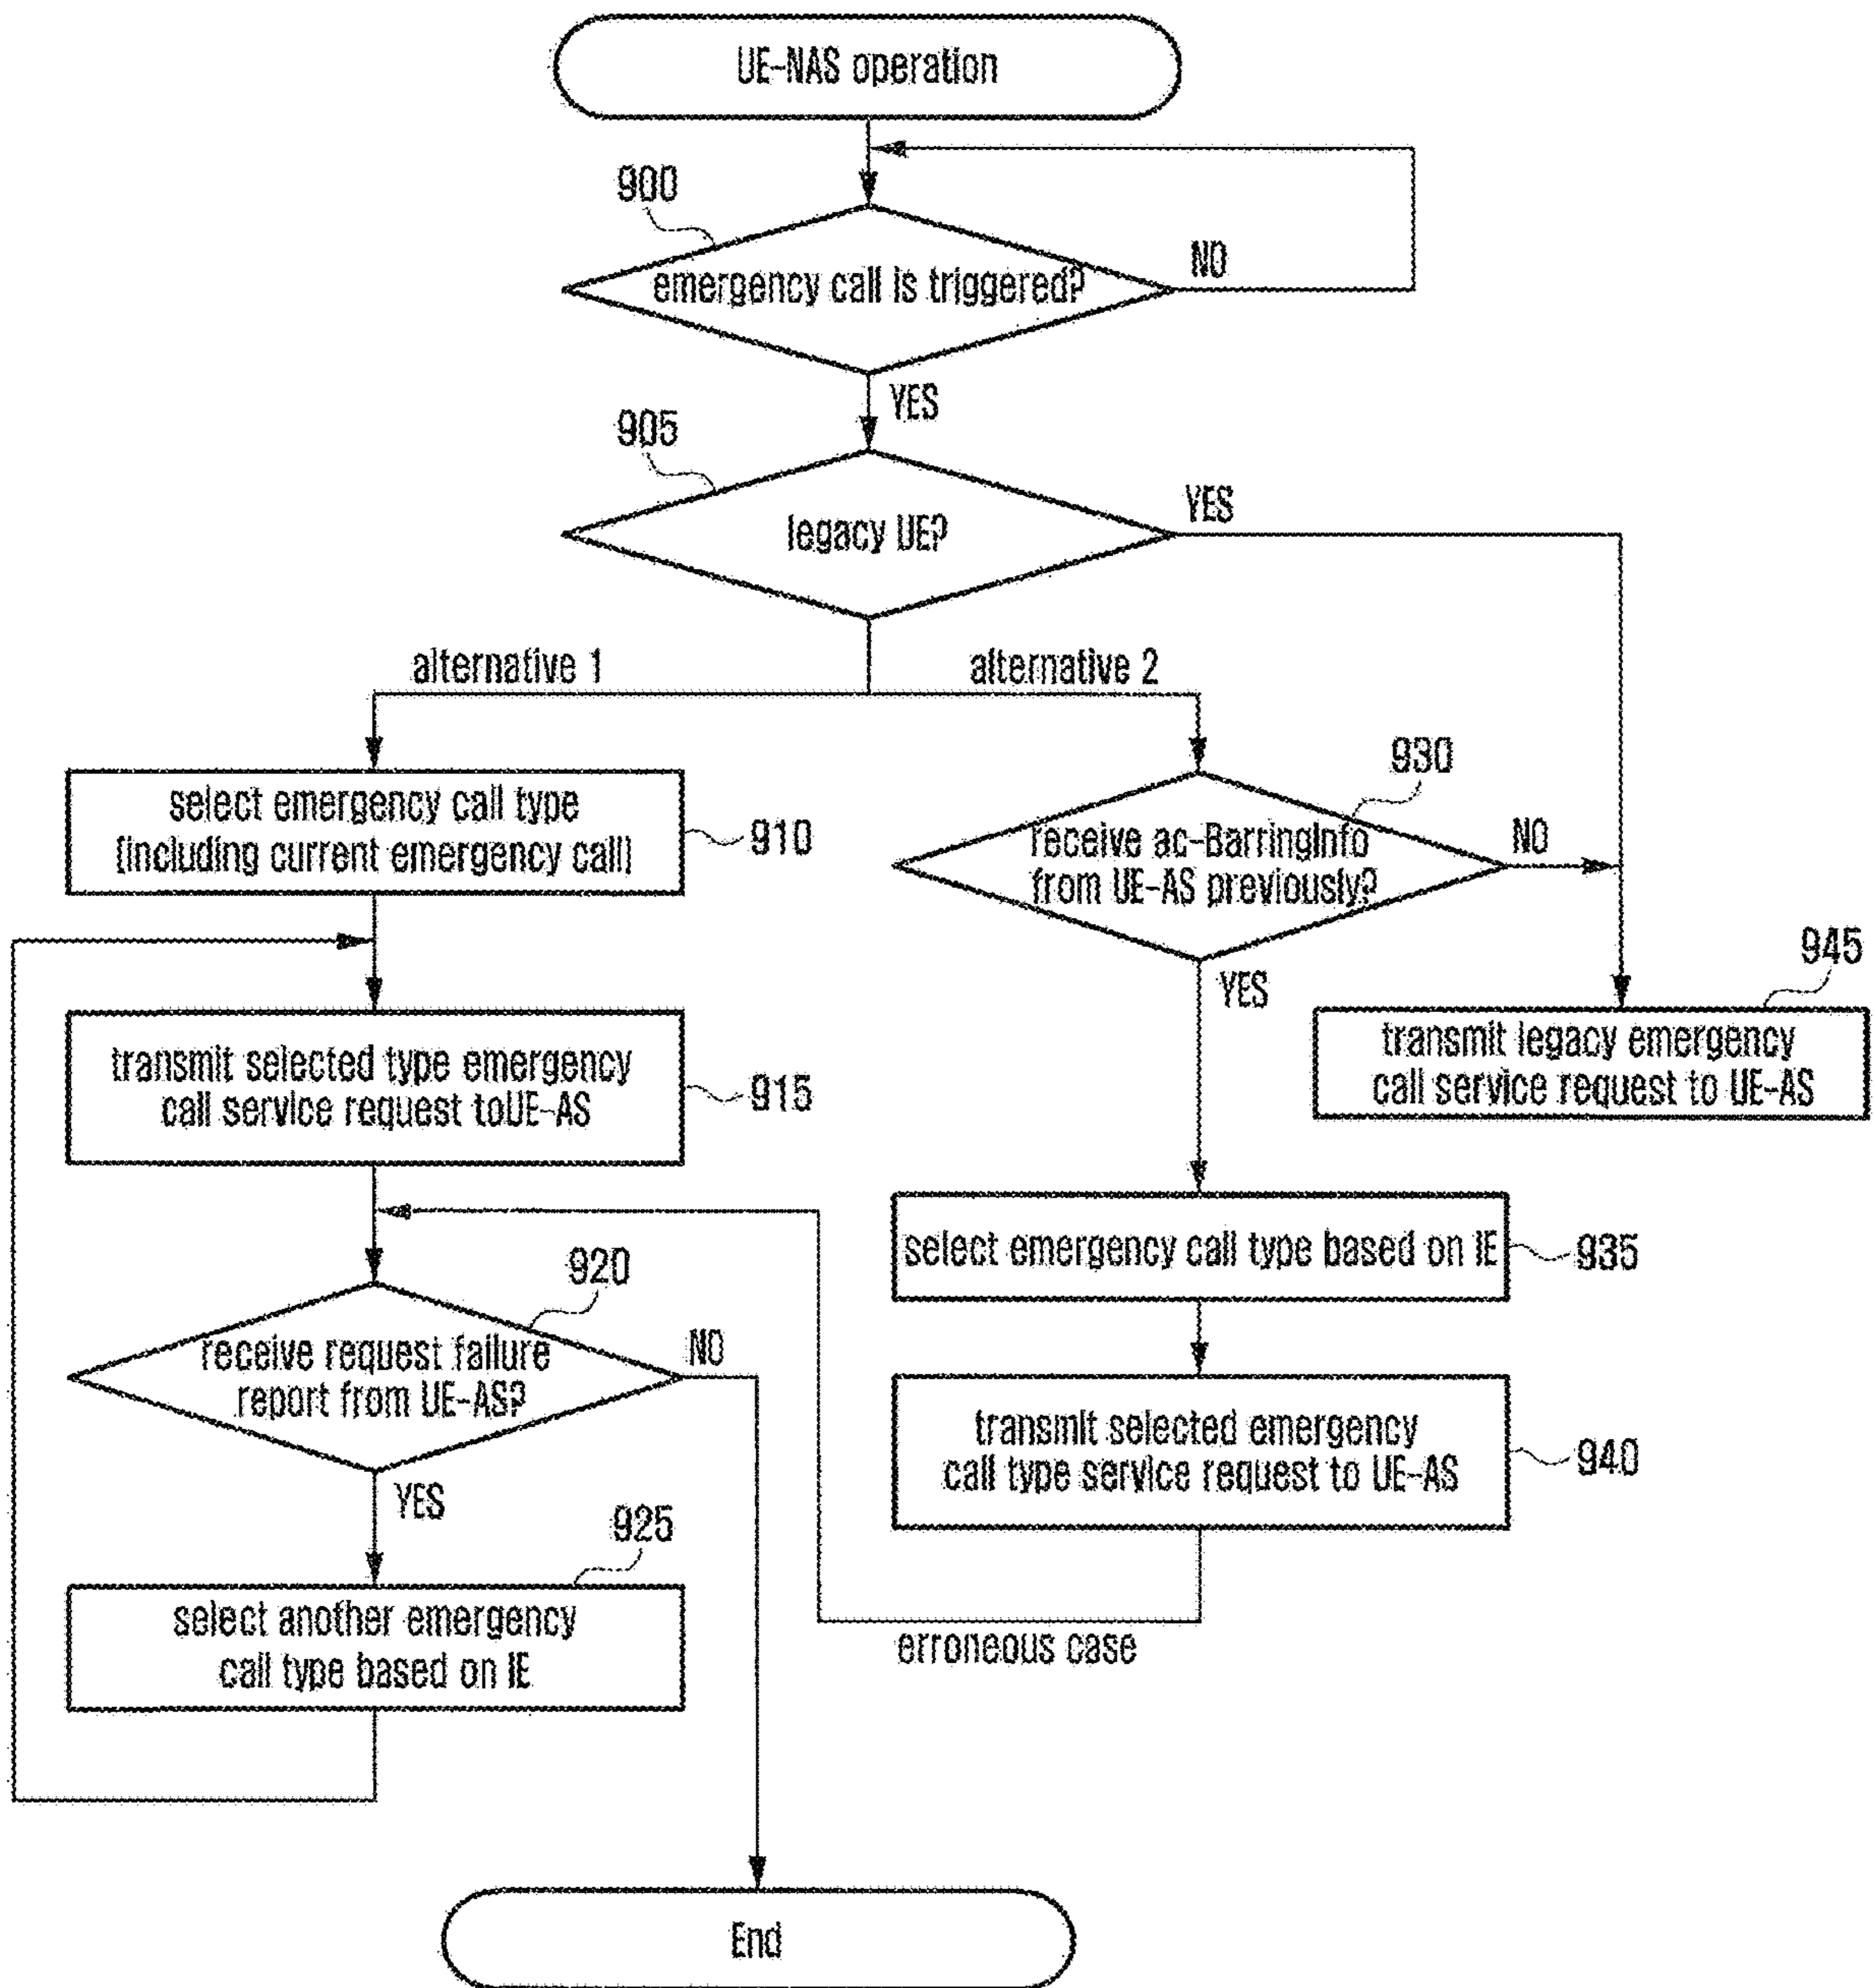 UE-NAS operation
900
emergency call is triggered?
NO
YES
905
legacy UE?
YES
alternative 1
alternative 2
select emergency call type
(including current emergency call)
910
930
receive ac-BarringInfo
from UE-AS previously?
NO
YES
945
transmit legacy emergency
call service request to UE-AS
transmit selected type emergency
call service request toUE-AS
915
select emergency call type based on IE
935
920
receive request failure
report from UE-AS?
NO
YES
transmit selected emergency
call type service request to UE-AS
940
925
select another emergency
call type based on IE
erroneous case
End